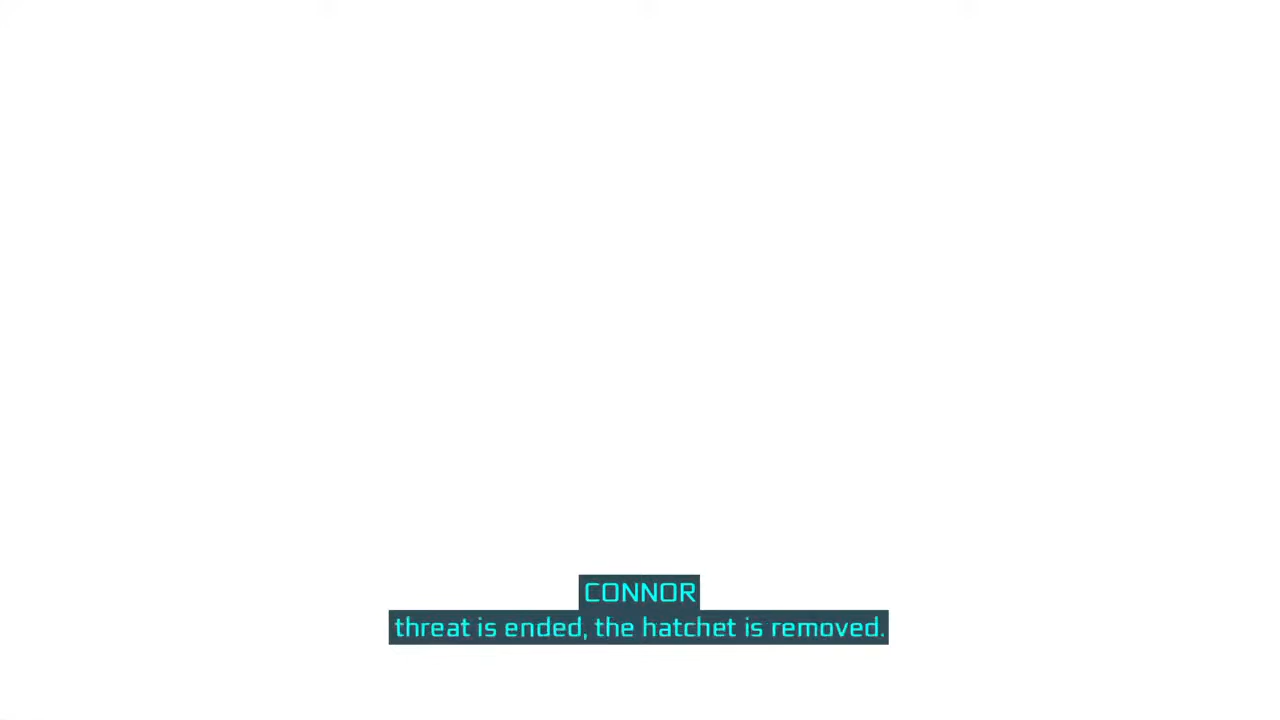 CONNOR
threat is ended, the hatchet is removed.